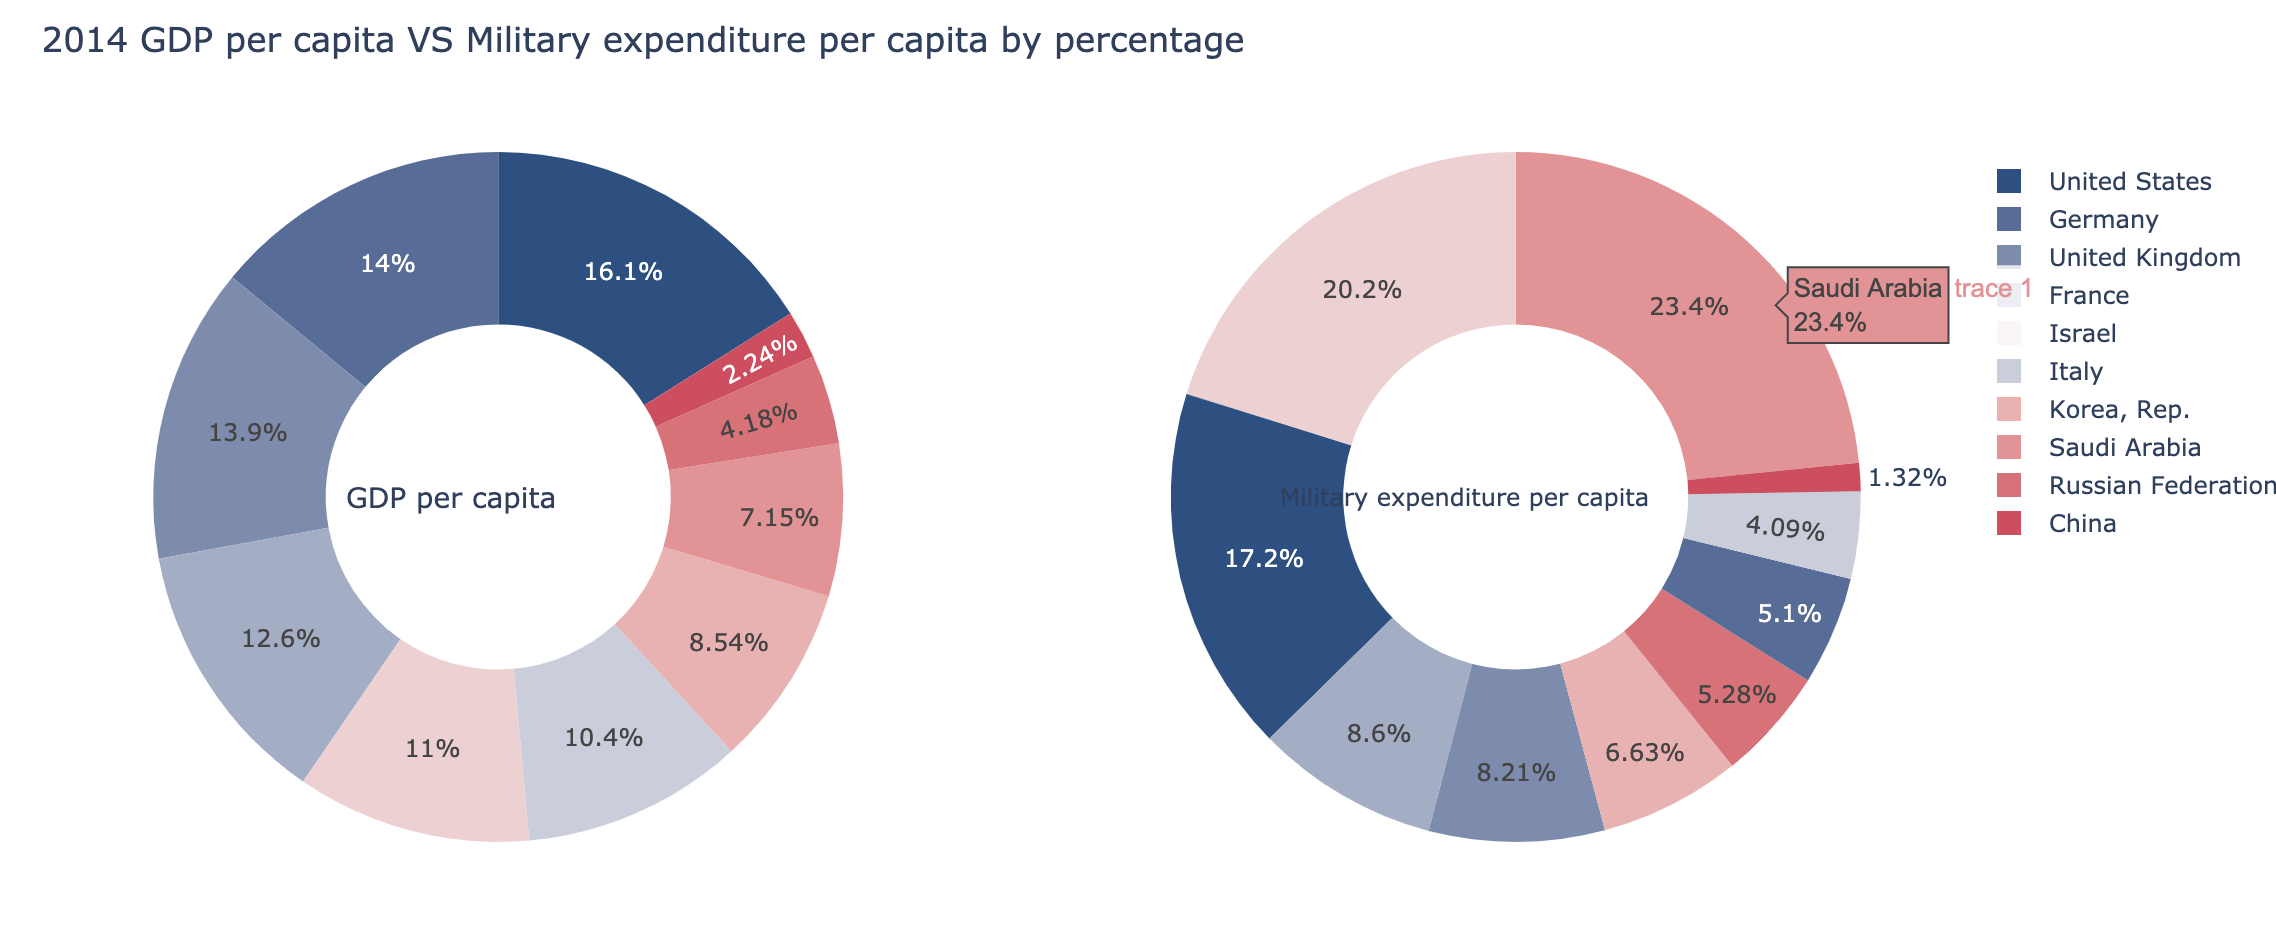 2014 GDP per capita VS Military expenditure per capita by percentage
14%
16.1%
2.24%
4.18%
13.9%
GDP per capita
7.15%
12.6%
8.54%
11%
10.4%
20.2%
23.4%
Saudi Arabia trace 1
23.4%
1.32%
Military expenditure per capita
4.09%
17.2%
5.1%
5.28%
8.6%
6.63%
8.21%
United States
Germany
United Kingdom
France
Israel
Italy
Korea, Rep.
Saudi Arabia
Russian Federation
China